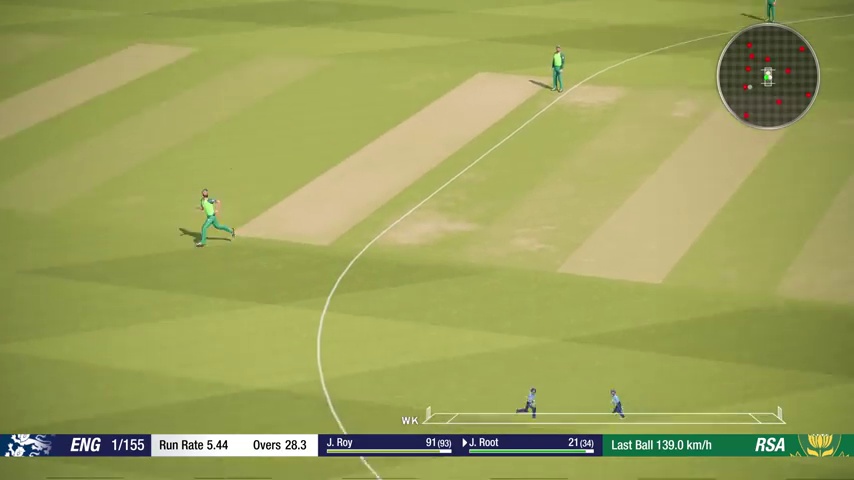 WK
ENG 1/155 Run Rate 5.44 Overs 28.3 J. Roy 91 (93) J. Root 21 (34) Last Ball 139.0 km/h RSA